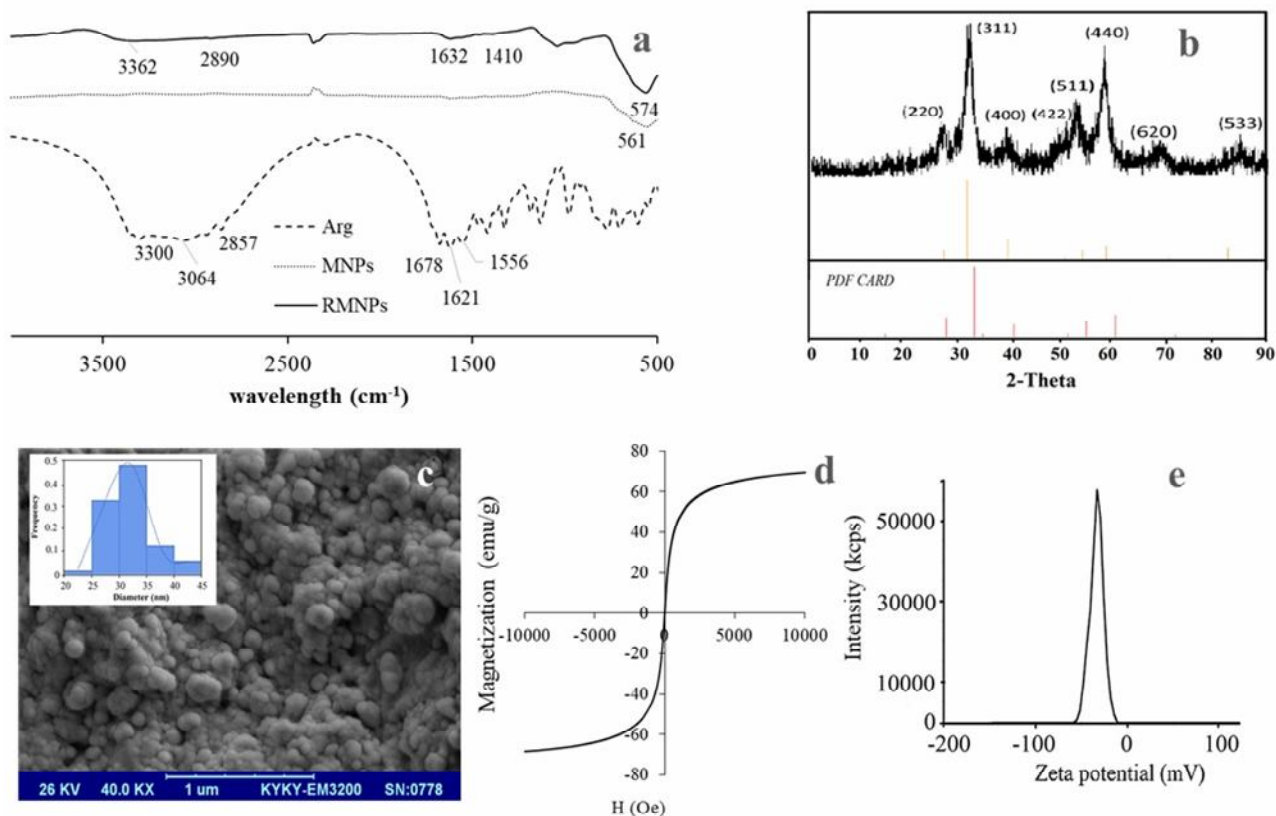 a
3362
2890
1632
1410
574
561
3300
3064
2857
1678
1621
1556
Arg
MNPs
RMNPs
3500
2500
1500
500
wavelength (cm-1)
b
(220)
(311)
(400)
(422)
(511)
(440)
(620)
(533)
PDF CARD
0 10 20 30 40 50 60 70 80 90
2-Theta
c
0.5
0.4
0.3
0.2
0.1
0
20 25 30 35 40 45
Frequency
Diameter (nm)
26 KV 40.0 KX 1 um KYKY-EM3200 SN:0778
d
80
60
40
20
0
-20
-40
-60
-80
-10000 -5000 0 5000 10000
Magnetization (emu/g)
H (Oe)
e
50000
30000
10000
0
-200 -100 0 100
Intensity (kcps)
Zeta potential (mV)